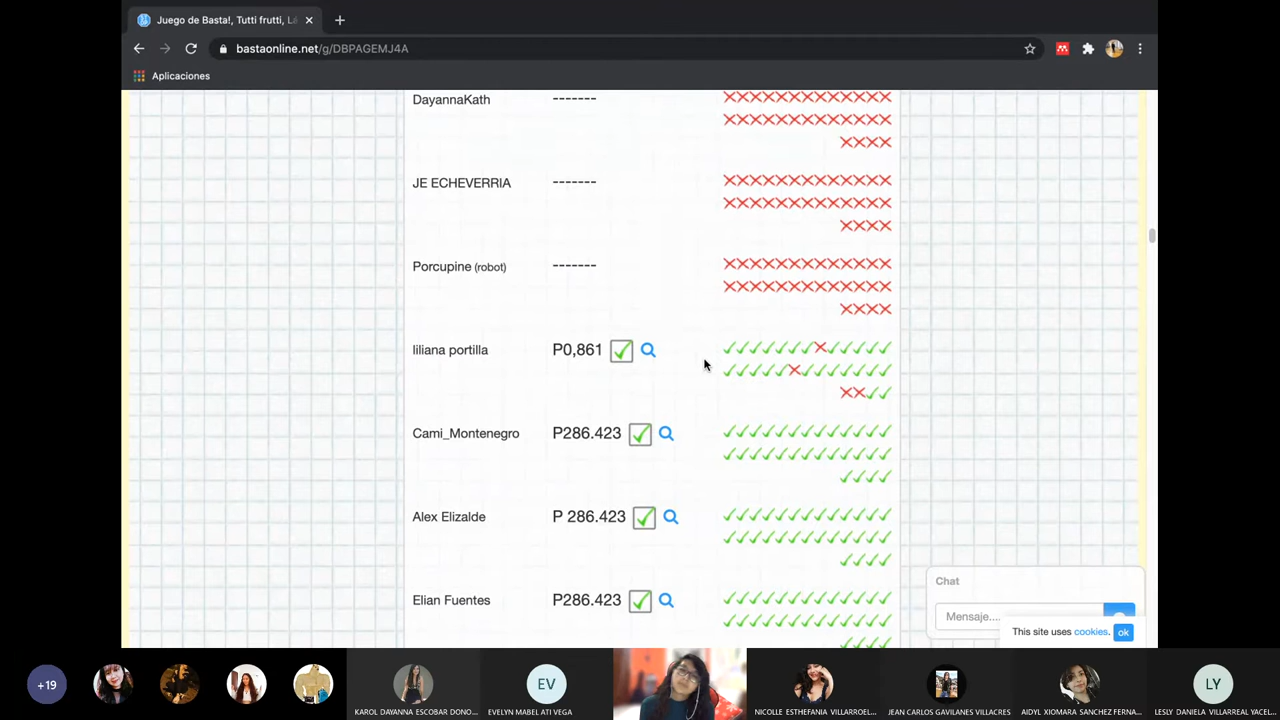 Juego de Basta!, Tutti frutti, Lá
bastaonline.net/g/DBPAGEMJ4A
Aplicaciones
DayannaKath -------
JE ECHEVERRIA -------
Porcupine (robot) -------
liliana portilla P0,861
Cami_Montenegro P286.423
Alex Elizalde P 286.423
Elian Fuentes P286.423
Chat
Mensaje....
This site uses cookies. ok
+19
EV
LY
KAROL DAYANNA ESCOBAR DONO...
EVELYN MABEL ATI VEGA
NICOLLE ESTHEFANIA VILLARROEL...
JEAN CARLOS GAVILANES VILLACRES
AIDYL XIOMARA SANCHEZ FERNA...
LESLY DANIELA VILLARREAL YACEL...